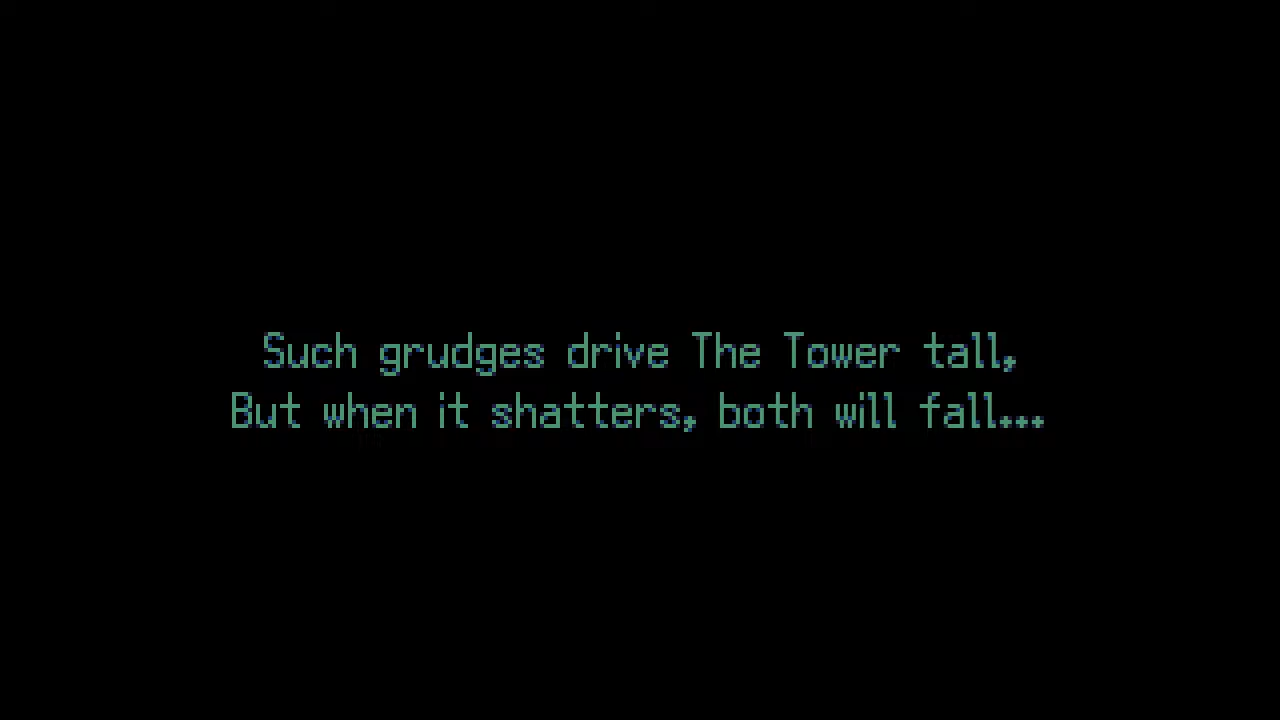 Such grudges drive The Tower tall,
But when it shatters, both will fall...